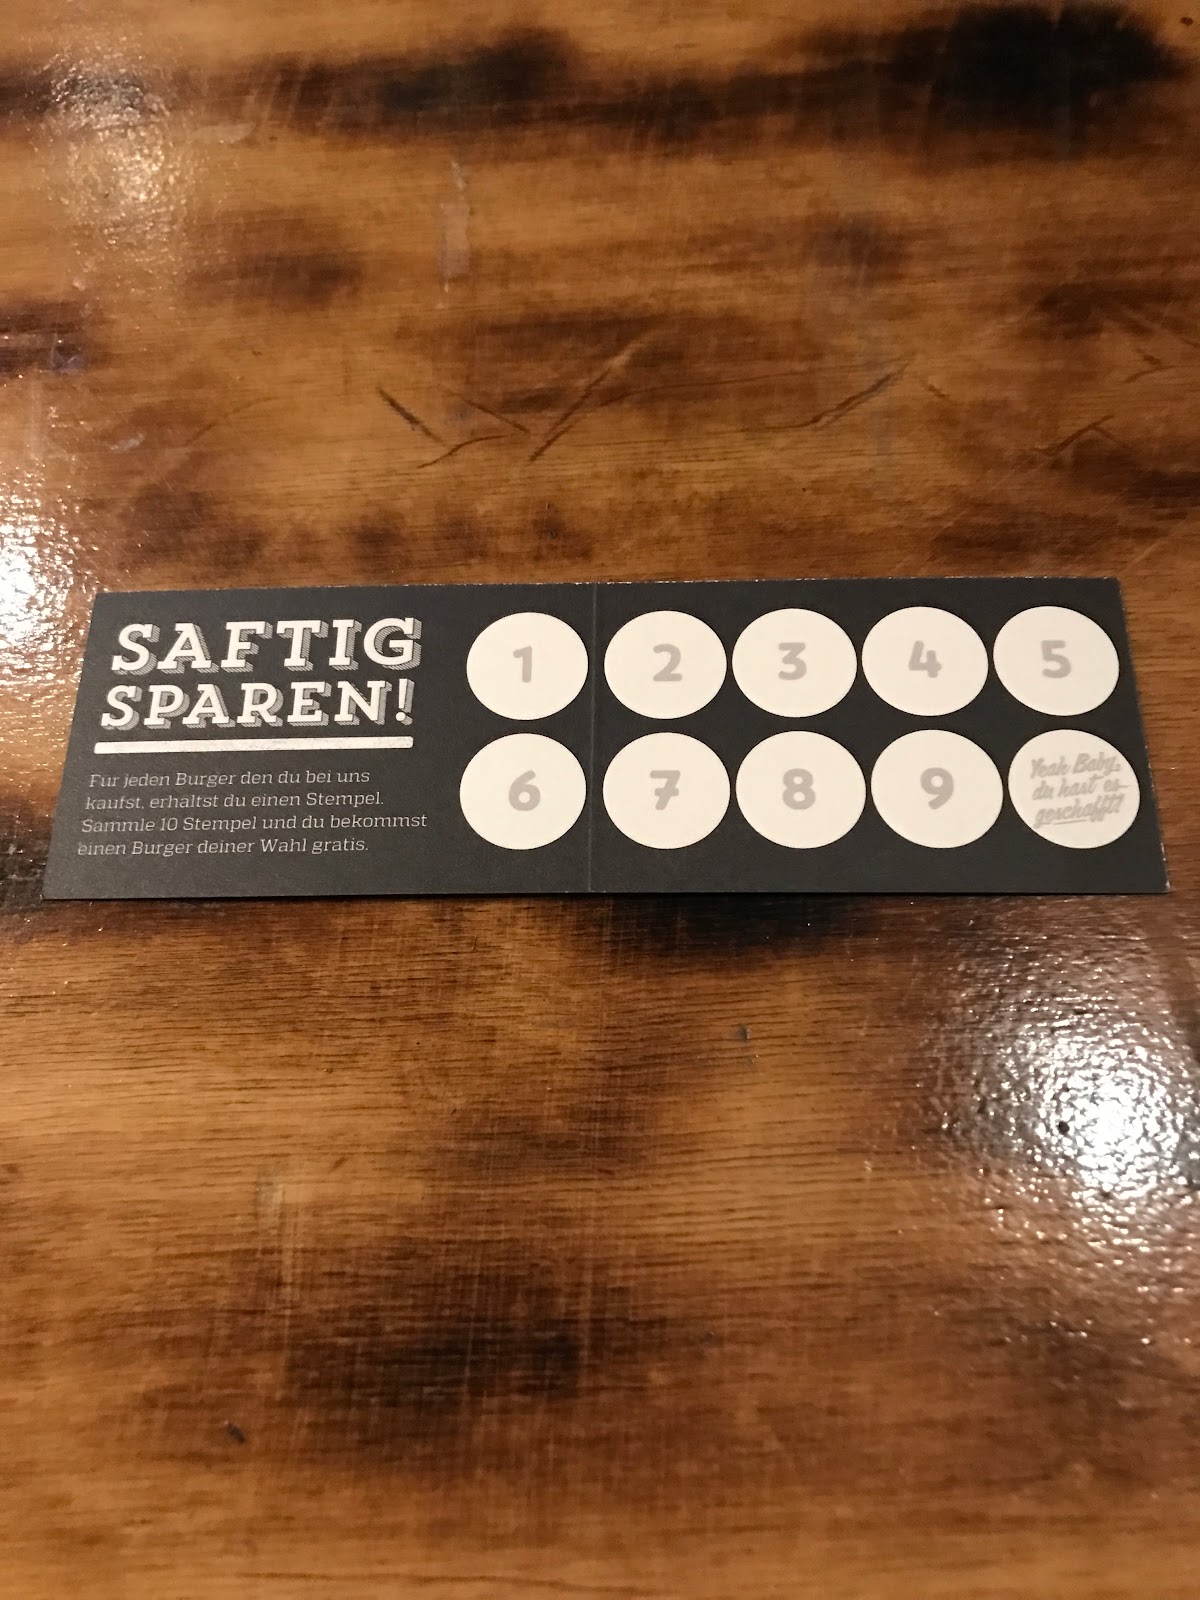 SAFTIG
SPAREN!
Für jeden Burger den du bei uns
kaufst, erhältst du einen Stempel.
Sammle 10 Stempel und du bekommst
einen Burger deiner Wahl gratis.
1 2 3 4 5
6 7 8 9
Yeah Baby,
du hast es
geschafft!